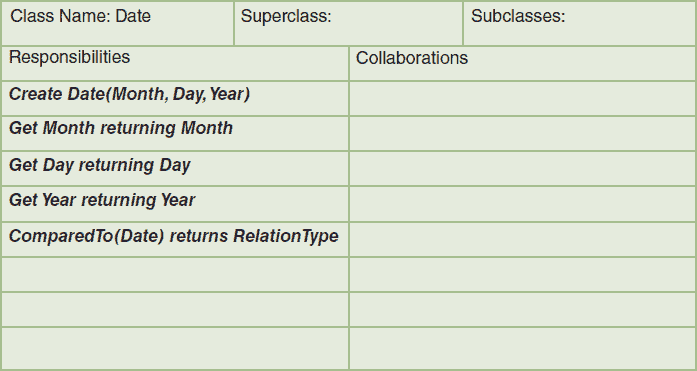 Class Name: Date
Superclass:
Subclasses:
Responsibilities
Collaborations
Create Date(Month, Day, Year)
Get Month returning Month
Get Day returning Day
Get Year returning Year
ComparedTo(Date) returns RelationType